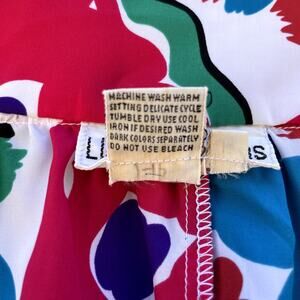 MACHINE WASH WARM
SETTING DELICATE CYCLE
TUMBLE DRY USE COOL
IRON IF DESIRED WASH
DARK COLORS SEPARATELY
DO NOT USE BLEACH